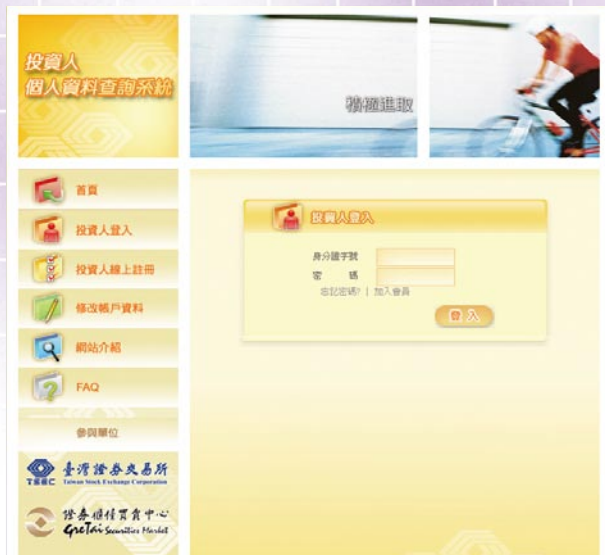 投資人
個人資料查詢系統
積極進取
首頁
投資人登入
投資人線上註冊
修改帳戶資料
網站介紹
FAQ
參與單位
TSEC
臺灣證券交易所
Taiwan Stock Exchange Corporation
證券櫃檯買賣中心
GreTai Securities Market
投資人登入
身分證字號
密 碼
忘記密碼? | 加入會員
登 入